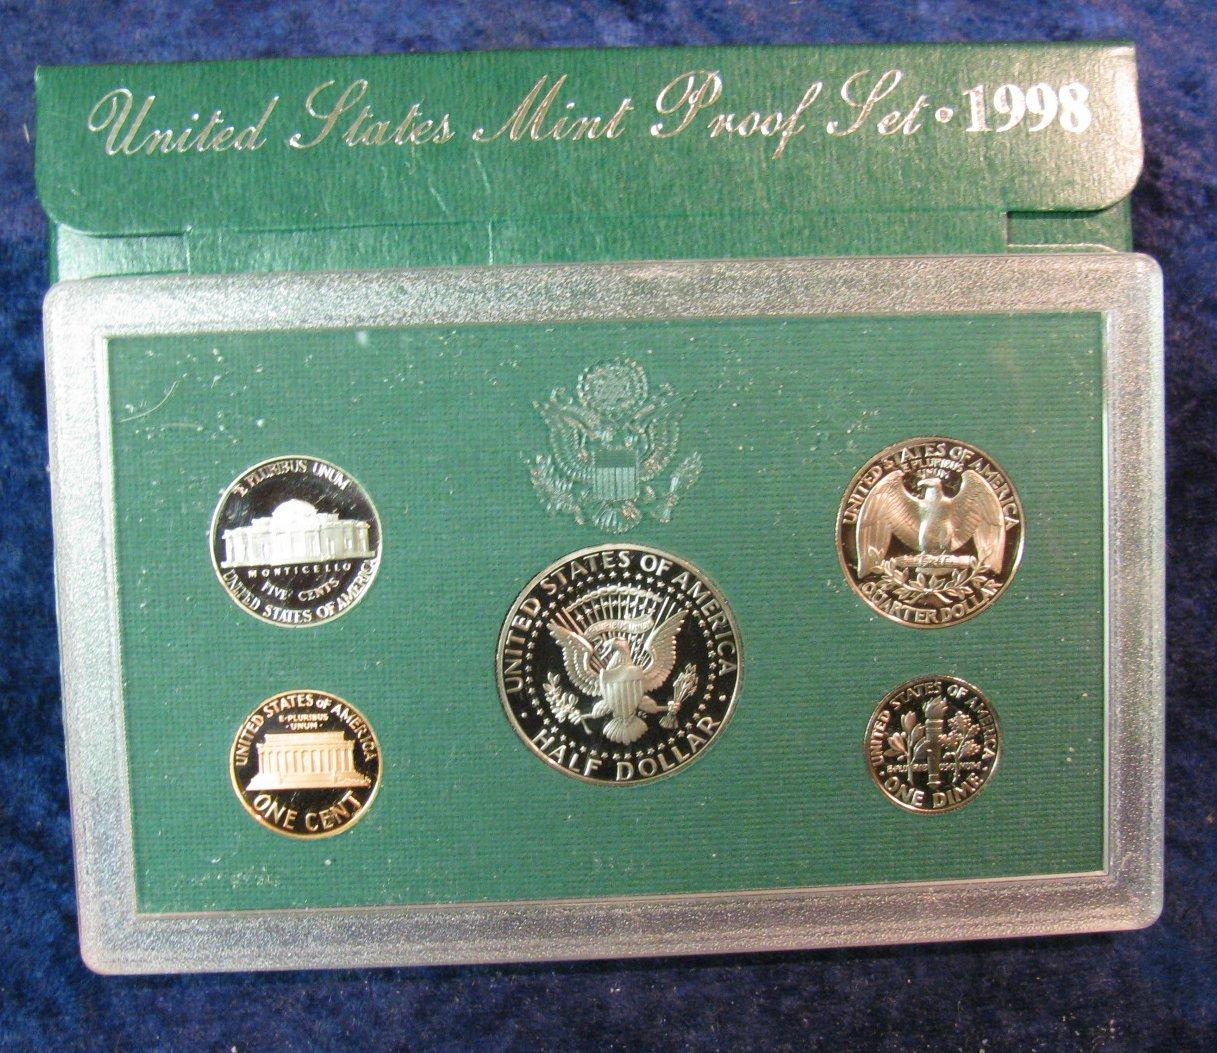 United States Mint Proof Set • 1998
E PLURIBUS UNUM
MONTICELLO
FIVE CENTS
UNITED STATES OF AMERICA
UNITED STATES OF AMERICA
E PLURIBUS
UNUM
QUARTER DOLLAR
UNITED STATES OF AMERICA
HALF DOLLAR
UNITED STATES of AMERICA
E·PLURIBUS
·UNUM·
ONE CENT
UNITED STATES OF AMERICA
ONE DIME